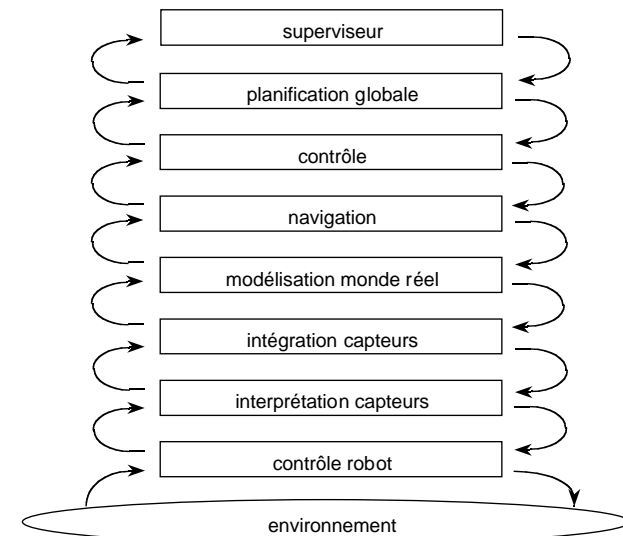 superviseur
planification globale
contrôle
navigation
modélisation monde réel
intégration capteurs
interprétation capteurs
contrôle robot
environnement